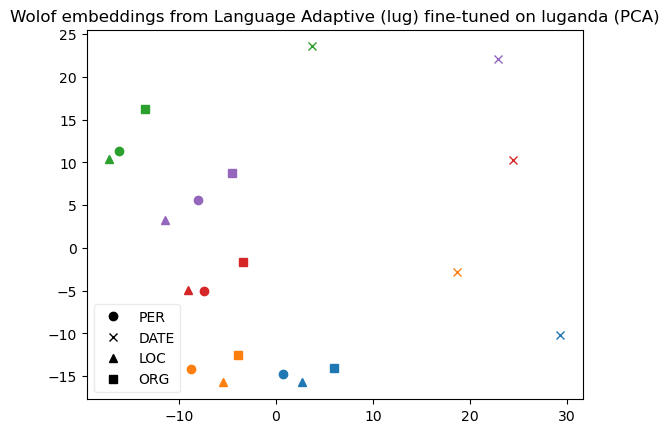 Wolof embeddings from Language Adaptive (lug) fine-tuned on luganda (PCA)
25
20
15
10
5
0
−5
−10
−15
PER
DATE
LOC
ORG
−10 0 10 20 30